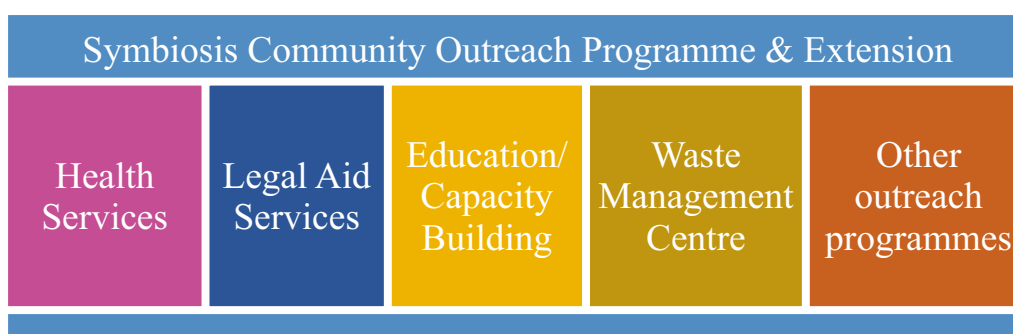 Symbiosis Community Outreach Programme & Extension
Health
Services
Legal Aid
Services
Education/
Capacity
Building
Waste
Management
Centre
Other
outreach
programmes